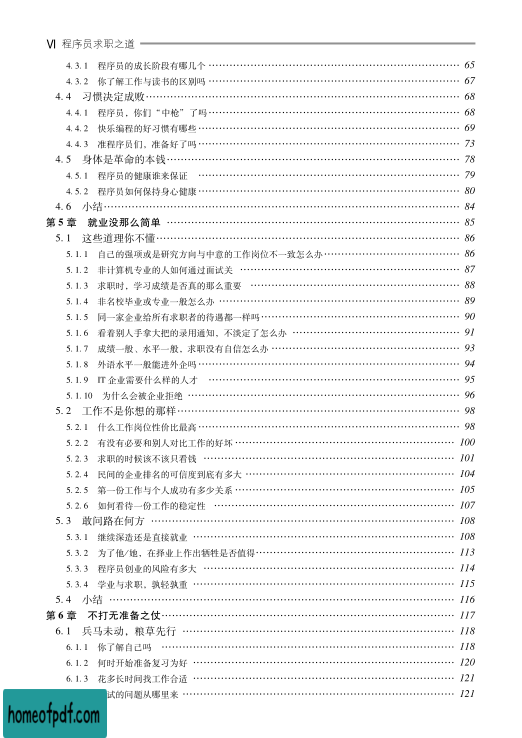 Ⅵ 程序员求职之道
4.3.1 程序员的成长阶段有哪几个 65
4.3.2 你了解工作与读书的区别吗 67
4.4 习惯决定成败 68
4.4.1 程序员，你们“中枪”了吗 68
4.4.2 快乐编程的好习惯有哪些 69
4.4.3 准程序员们，准备好了吗 73
4.5 身体是革命的本钱 78
4.5.1 程序员的健康谁来保证 79
4.5.2 程序员如何保持身心健康 80
4.6 小结 84
第5章 就业没那么简单 85
5.1 这些道理你不懂 86
5.1.1 自己的强项或是研究方向与中意的工作岗位不一致怎么办 86
5.1.2 非计算机专业的人如何通过面试关 87
5.1.3 求职时，学习成绩是否真的那么重要 88
5.1.4 非名校毕业或专业一般怎么办 89
5.1.5 同一家企业给所有求职者的待遇都一样吗 90
5.1.6 看着别人手拿大把的录用通知，不淡定了怎么办 91
5.1.7 成绩一般、水平一般，求职没有自信怎么办 93
5.1.8 外语水平一般能进外企吗 94
5.1.9 IT企业需要什么样的人才 95
5.1.10 为什么会被企业拒绝 96
5.2 工作不是你想的那样 98
5.2.1 什么工作岗位性价比最高 98
5.2.2 有没有必要和别人对比工作的好坏 100
5.2.3 求职的时候该不该只看钱 101
5.2.4 民间的企业排名的可信度到底有多大 104
5.2.5 第一份工作与个人成功有多少关系 105
5.2.6 如何看待一份工作的稳定性 107
5.3 敢问路在何方 108
5.3.1 继续深造还是直接就业 108
5.3.2 为了他/她，在择业上作出牺牲是否值得 113
5.3.3 程序员创业的风险有多大 114
5.3.4 学业与求职，孰轻孰重 115
5.4 小结 116
第6章 不打无准备之仗 117
6.1 兵马未动，粮草先行 118
6.1.1 你了解自己吗 118
6.1.2 何时开始准备复习为好 120
6.1.3 花多长时间找工作合适 121
试的问题从哪里来 121
homeofpdf.com